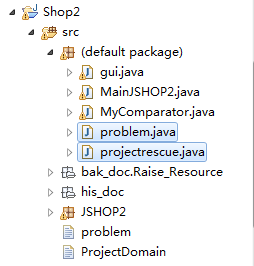 Shop2
src
(default package)
gui.java
MainJSHOP2.java
MyComparator.java
problem.java
projectrescue.java
bak_doc.Raise_Resource
his_doc
JSHOP2
problem
ProjectDomain